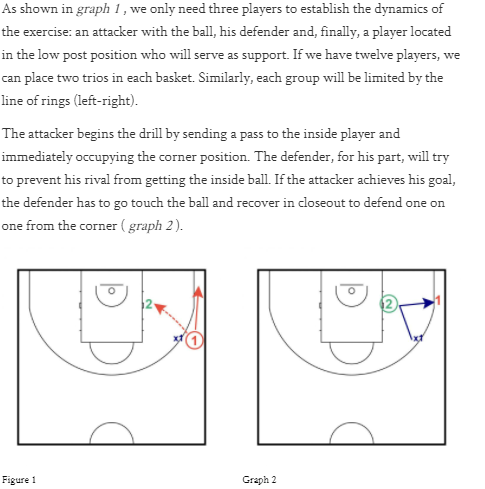 As shown in graph 1 , we only need three players to establish the dynamics of
the exercise: an attacker with the ball, his defender and, finally, a player located
in the low post position who will serve as support. If we have twelve players, we
can place two trios in each basket. Similarly, each group will be limited by the
line of rings (left-right).
The attacker begins the drill by sending a pass to the inside player and
immediately occupying the corner position. The defender, for his part, will try
to prevent his rival from getting the inside ball. If the attacker achieves his goal,
the defender has to go touch the ball and recover in closeout to defend one on
one from the corner ( graph 2 ).
2
x1 1
2 1
x1
Figure 1
Graph 2